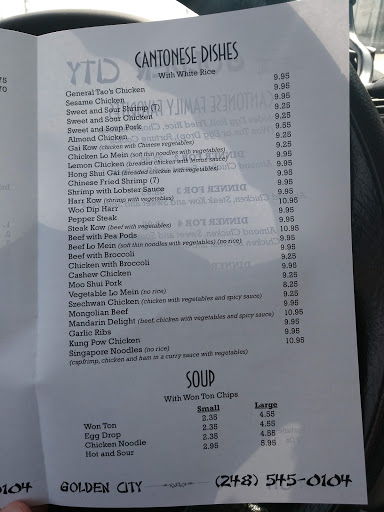 CANTONESE DISHES
With White Rice
General Tao's Chicken 9.95
Sesame Chicken 9.95
Sweet and Sour Shrimp (7) 9.95
Sweet and Sour Chicken 9.25
Sweet and Soup Pork 9.25
Almond Chicken 9.25
Gai Kow (chicken with Chinese vegetables) 9.25
Chicken Lo Mein (soft thin noodles with vegetables) 9.25
Lemon Chicken (breaded chicken with lemon sauce) 9.25
Hong Shui Gai (breaded chicken with vegetables) 9.25
Chinese Fried Shrimp (7) 9.95
Shrimp with Lobster Sauce 9.95
Harr Kow (shrimp with vegetables) 9.95
Woo Dip Harr 10.95
Pepper Steak 9.95
Steak Kow (beef with vegetables) 9.95
Beef with Pea Pods 10.95
Beef Lo Mein (soft thin noodles with vegetables) (no rice) 9.95
Beef with Broccoli 9.95
Chicken with Broccoli 9.25
Cashew Chicken 9.25
Moo Shui Pork 9.95
Vegetable Lo Mein (no rice) 8.25
Szechwan Chicken (chicken with vegetables and spicy sauce) 9.25
Mongolian Beef 9.95
Mandarin Delight (beef, chicken with vegetables and spicy sauce) 10.95
Garlic Ribs 9.95
Kung Pow Chicken 9.95
Singapore Noodles (no rice) 10.95
(capfrimp, chicken and ham in a curry sauce with vegetables)
SOUP
With Won Ton Chips
Small Large
Won Ton 2.35 4.55
Egg Drop 2.35 4.55
Chicken Noodle 2.35 4.55
Hot and Sour 2.95 5.95
GOLDEN CITY (248) 545-0104